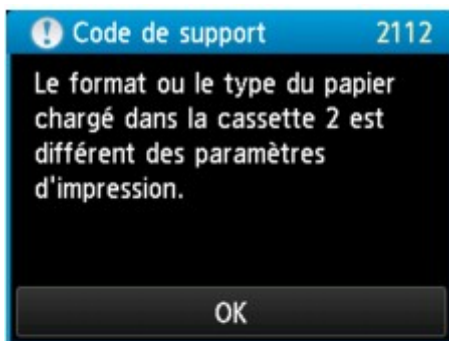 Code de support 2112
Le format ou le type du papier
chargé dans la cassette 2 est
différent des paramètres
d'impression.
OK